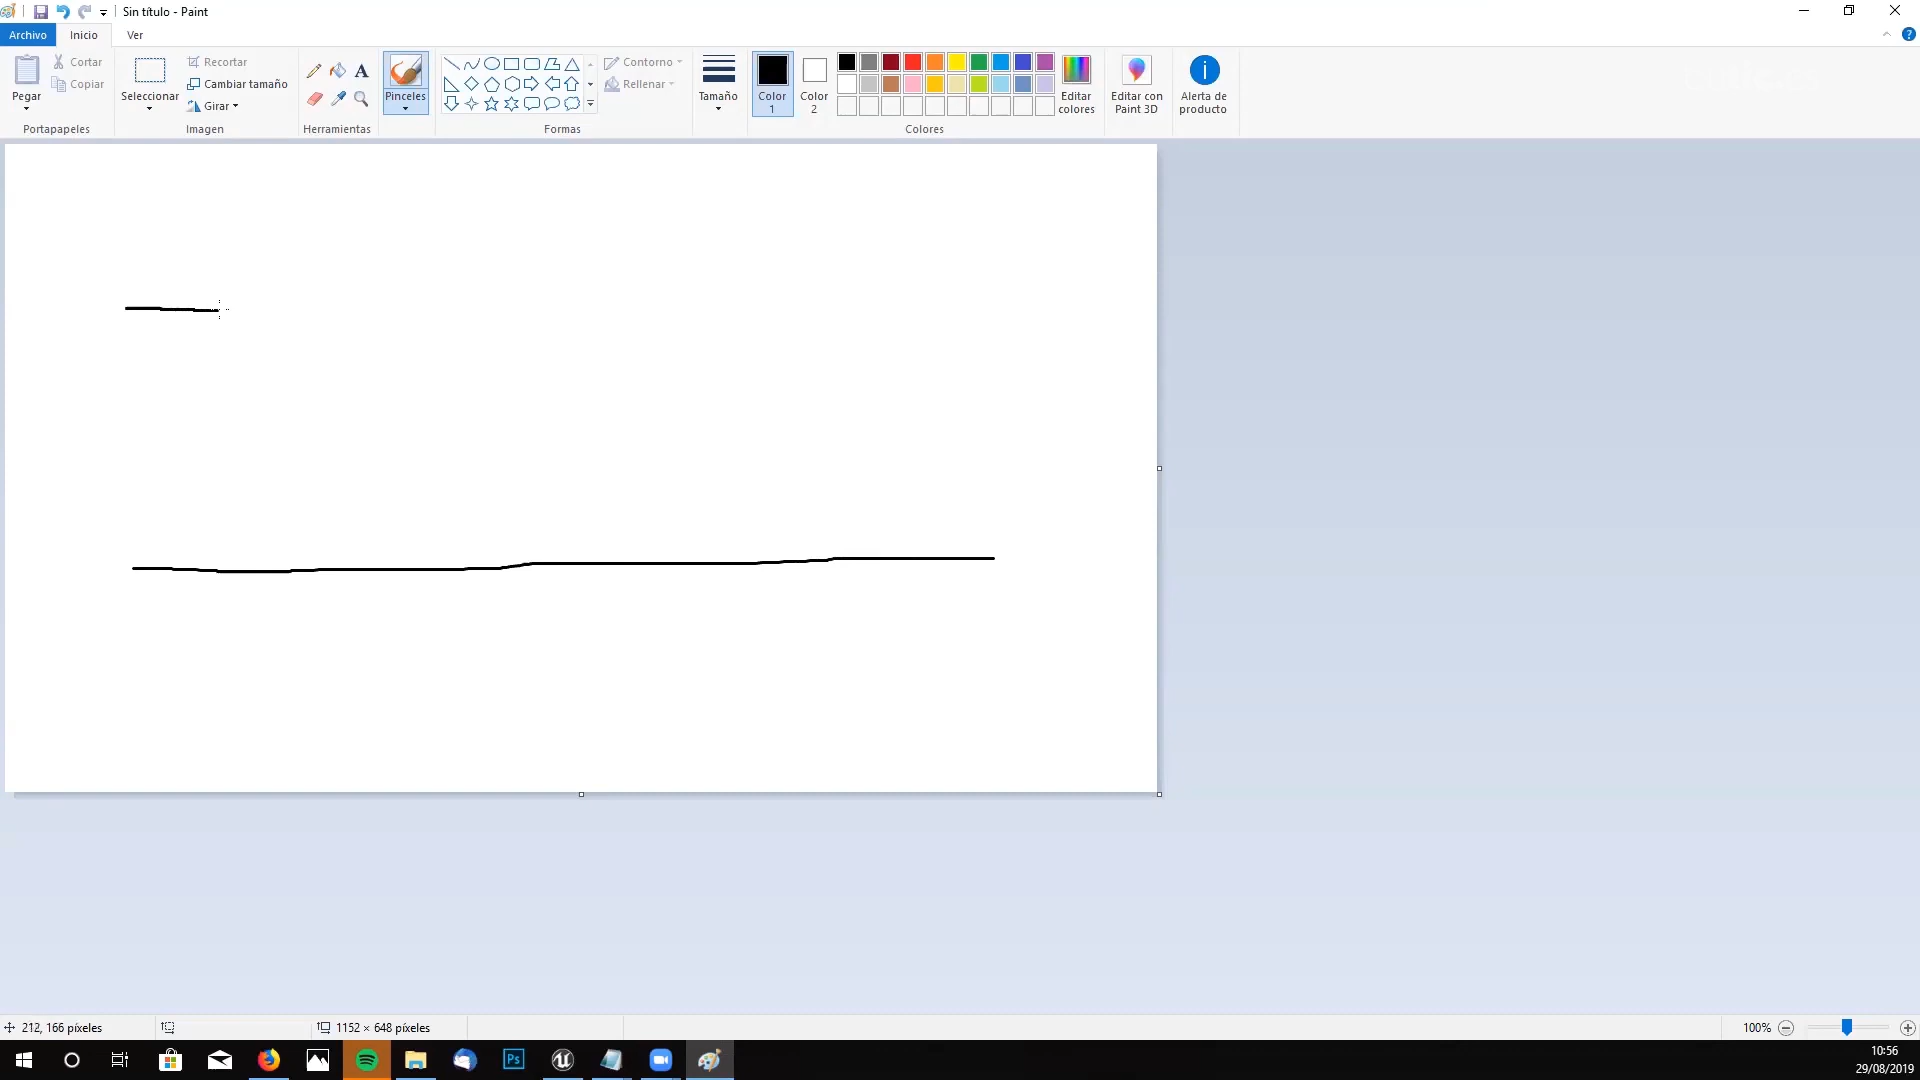 Sin título - Paint
Archivo
Inicio
Ver
Pegar
Cortar
Copiar
Portapapeles
Seleccionar
Recortar
Cambiar tamaño
Girar
Imagen
A
Herramientas
Pinceles
Contorno
Rellenar
Formas
Tamaño
Color
1
Color
2
Editar
colores
Colores
Editar con
Paint 3D
Alerta de
producto
212, 166 píxeles
1152 × 648 píxeles
100%
Ps
10:56
29/08/2019